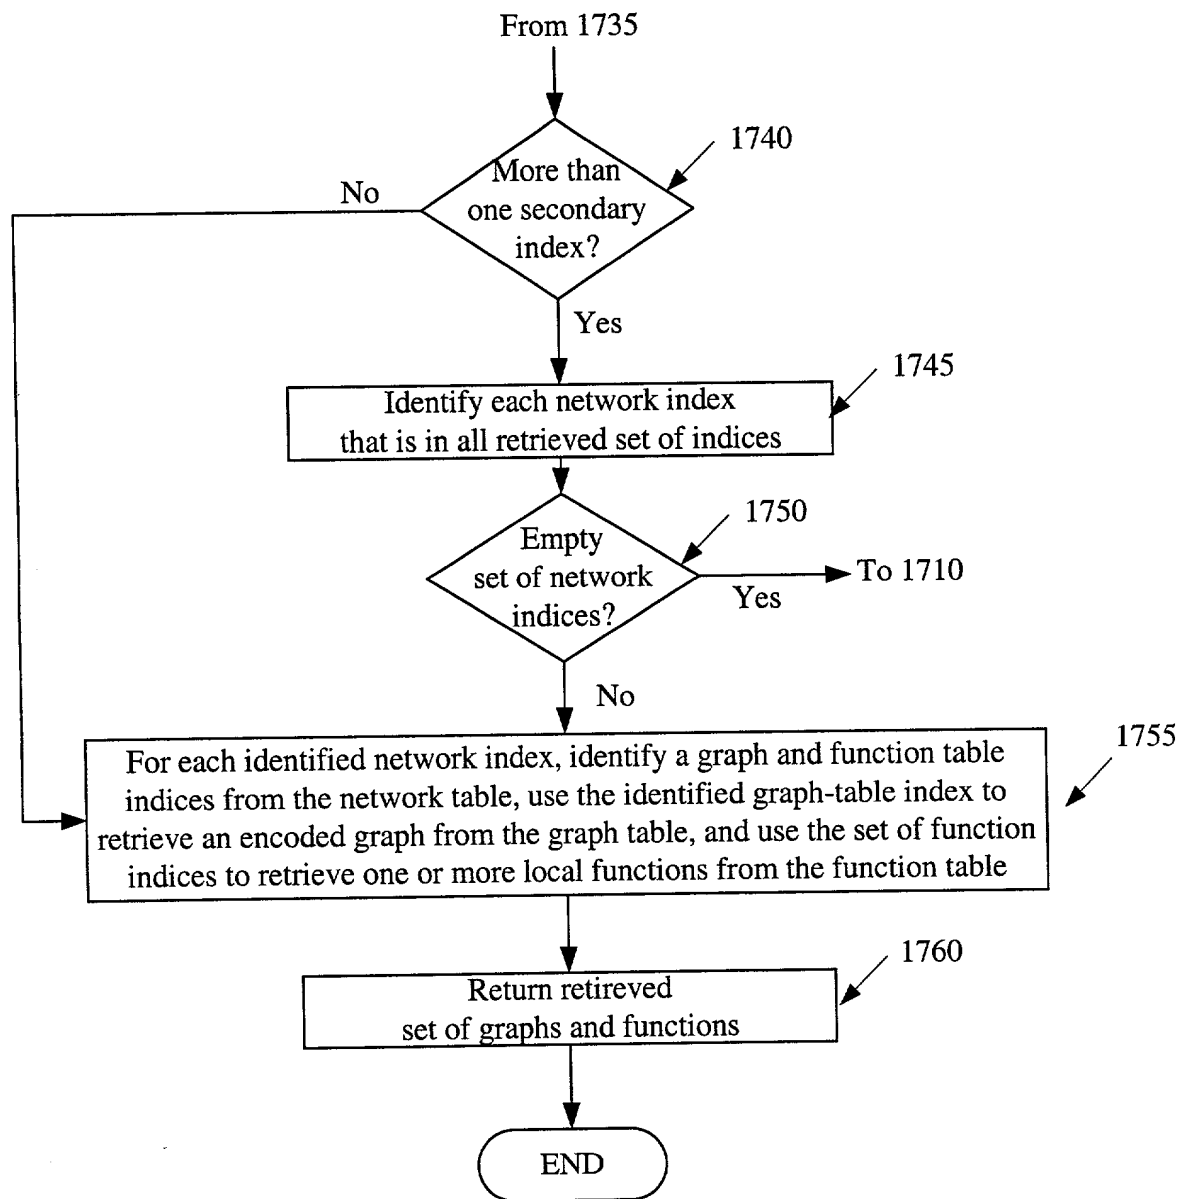 From 1735
1740
More than
one secondary
index?
No
Yes
1745
Identify each network index
that is in all retrieved set of indices
1750
Empty
set of network
indices?
To 1710
Yes
No
1755
For each identified network index, identify a graph and function table
indices from the network table, use the identified graph-table index to
retrieve an encoded graph from the graph table, and use the set of function
indices to retrieve one or more local functions from the function table
1760
Return retireved
set of graphs and functions
END